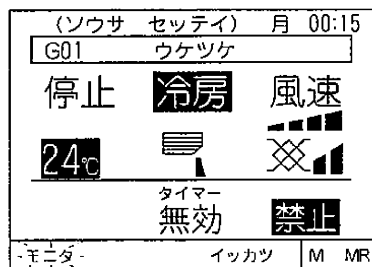 (ソウサ セッテイ) 月 00:15
G01 ウケツケ
停止 冷房 風速
24℃
タイマー
無効 禁止
-モニタ- イッカツ M MR